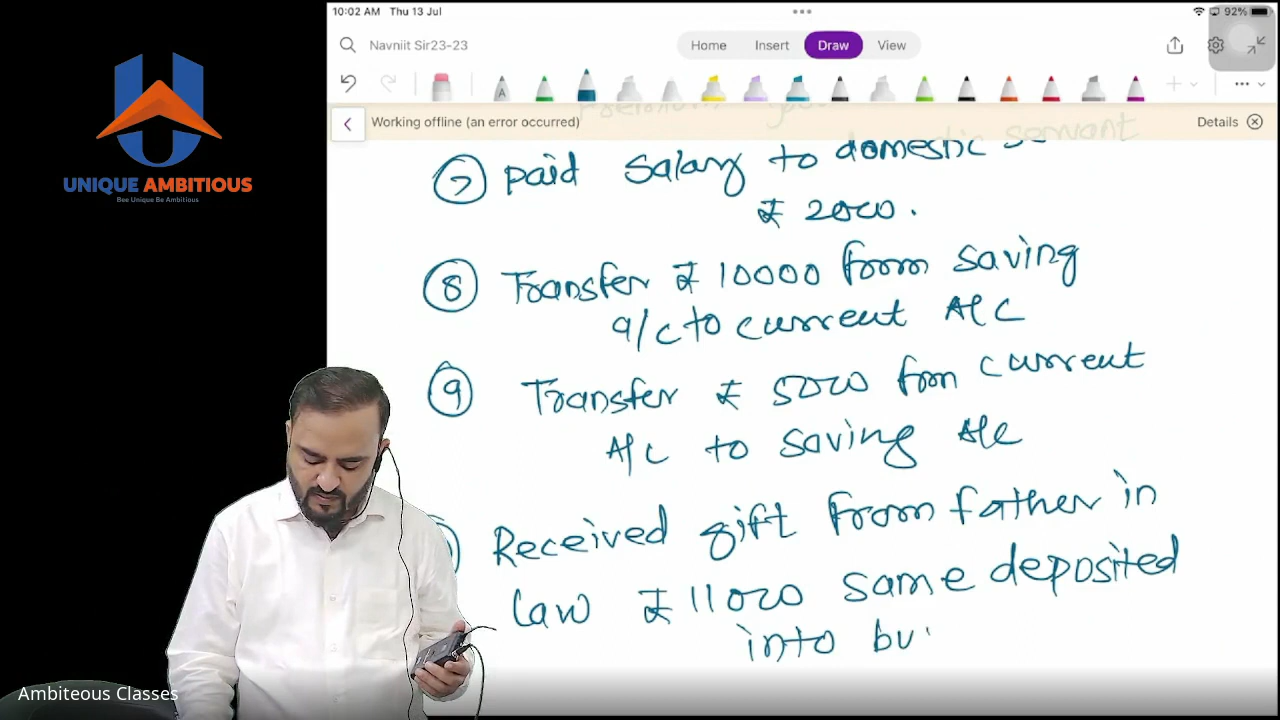 10:02 AM Thu 13 Jul
92%
Navniit Sir23-23
Home Insert Draw View
UNIQUE AMBITIOUS
Bee Unique Be Ambitious
Working offline (an error occurred)
Details
7 paid salary to domestic servant
₹ 2000.
8 Transfer ₹ 10000 from saving
a/c to current A/C
9 Transfer ₹ 5000 from current
A/C to saving A/C
Received gift from father in
law ₹ 11000 same deposited
into bu
Ambiteous Classes